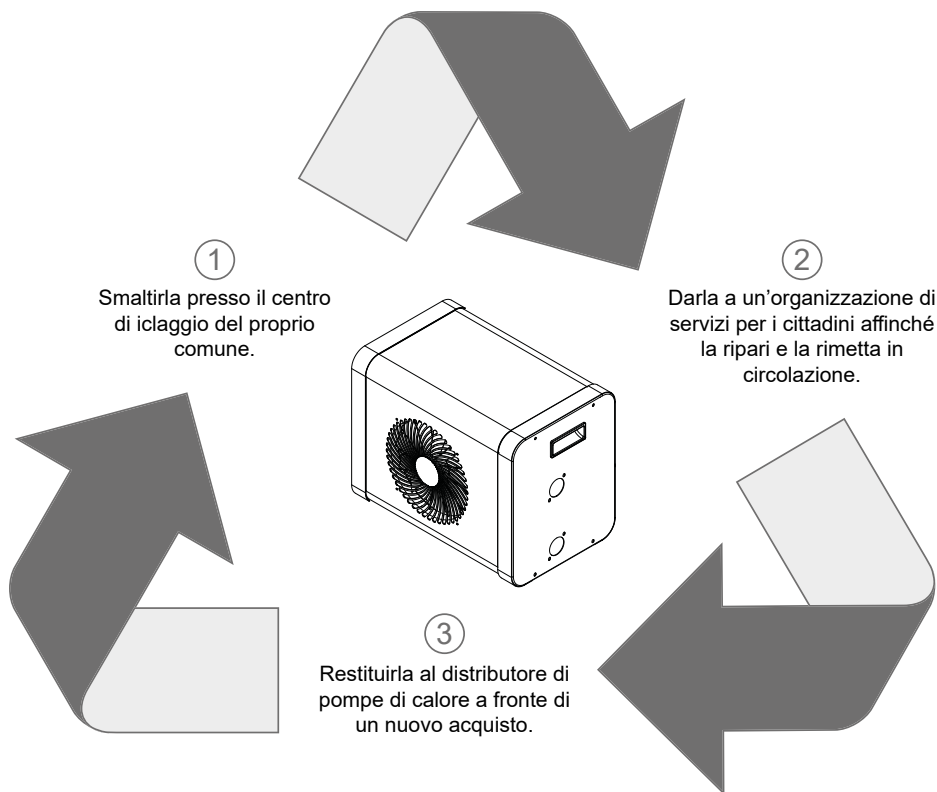 1
Smaltirla presso il centro
di iclaggio del proprio
comune.
2
Darla a un’organizzazione di
servizi per i cittadini affinché
la ripari e la rimetta in
circolazione.
3
Restituirla al distributore di
pompe di calore a fronte di
un nuovo acquisto.